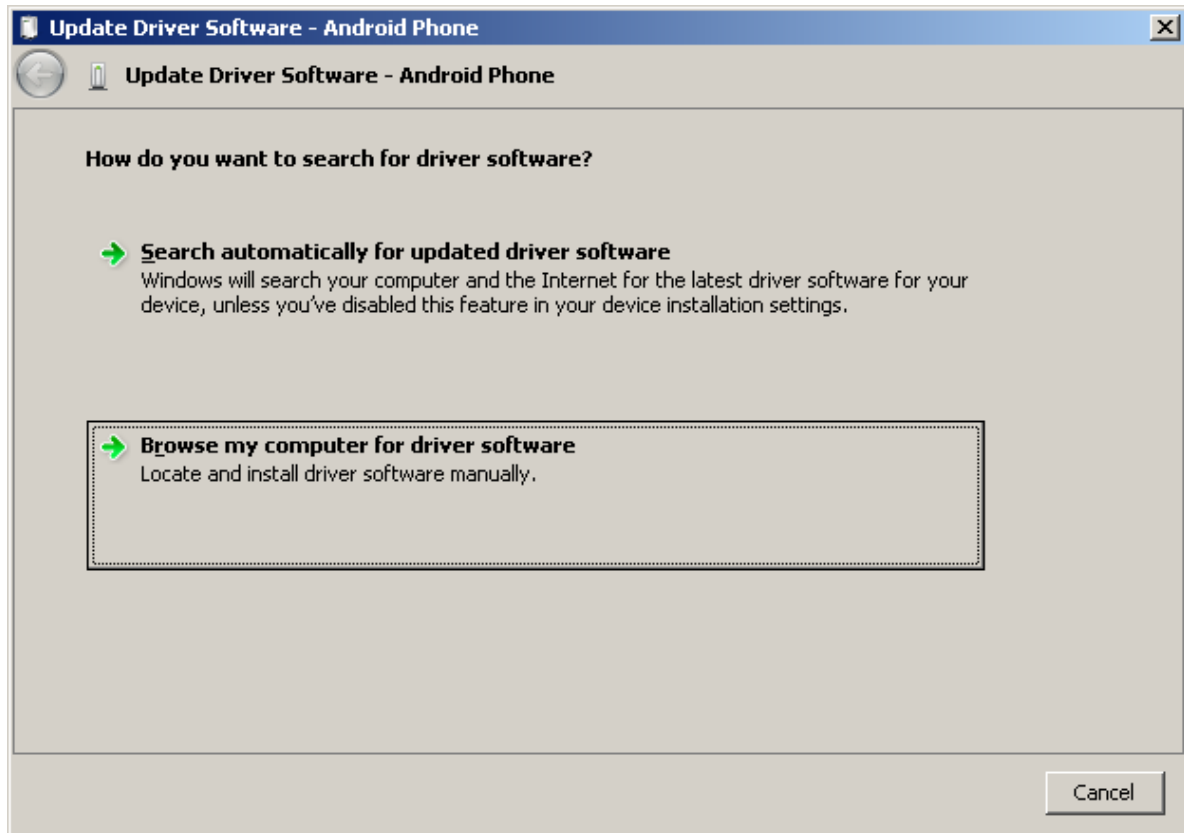 Update Driver Software - Android Phone
Update Driver Software - Android Phone
How do you want to search for driver software?
Search automatically for updated driver software
Windows will search your computer and the Internet for the latest driver software for your
device, unless you've disabled this feature in your device installation settings.
Browse my computer for driver software
Locate and install driver software manually.
Cancel